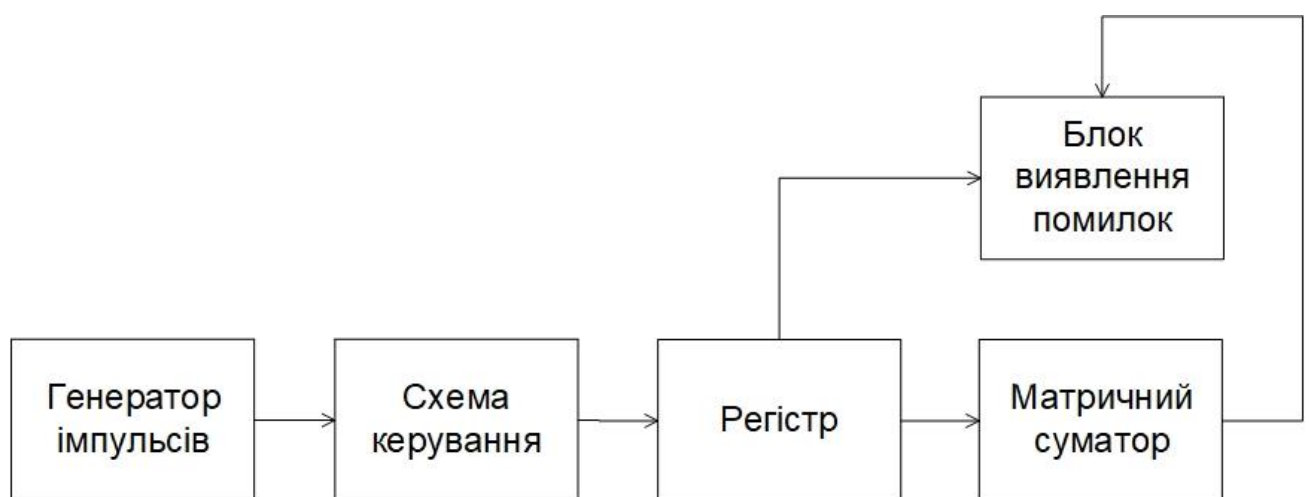 Блок
виявлення
помилок
Генератор
імпульсів
Схема
керування
Регістр
Матричний
суматор